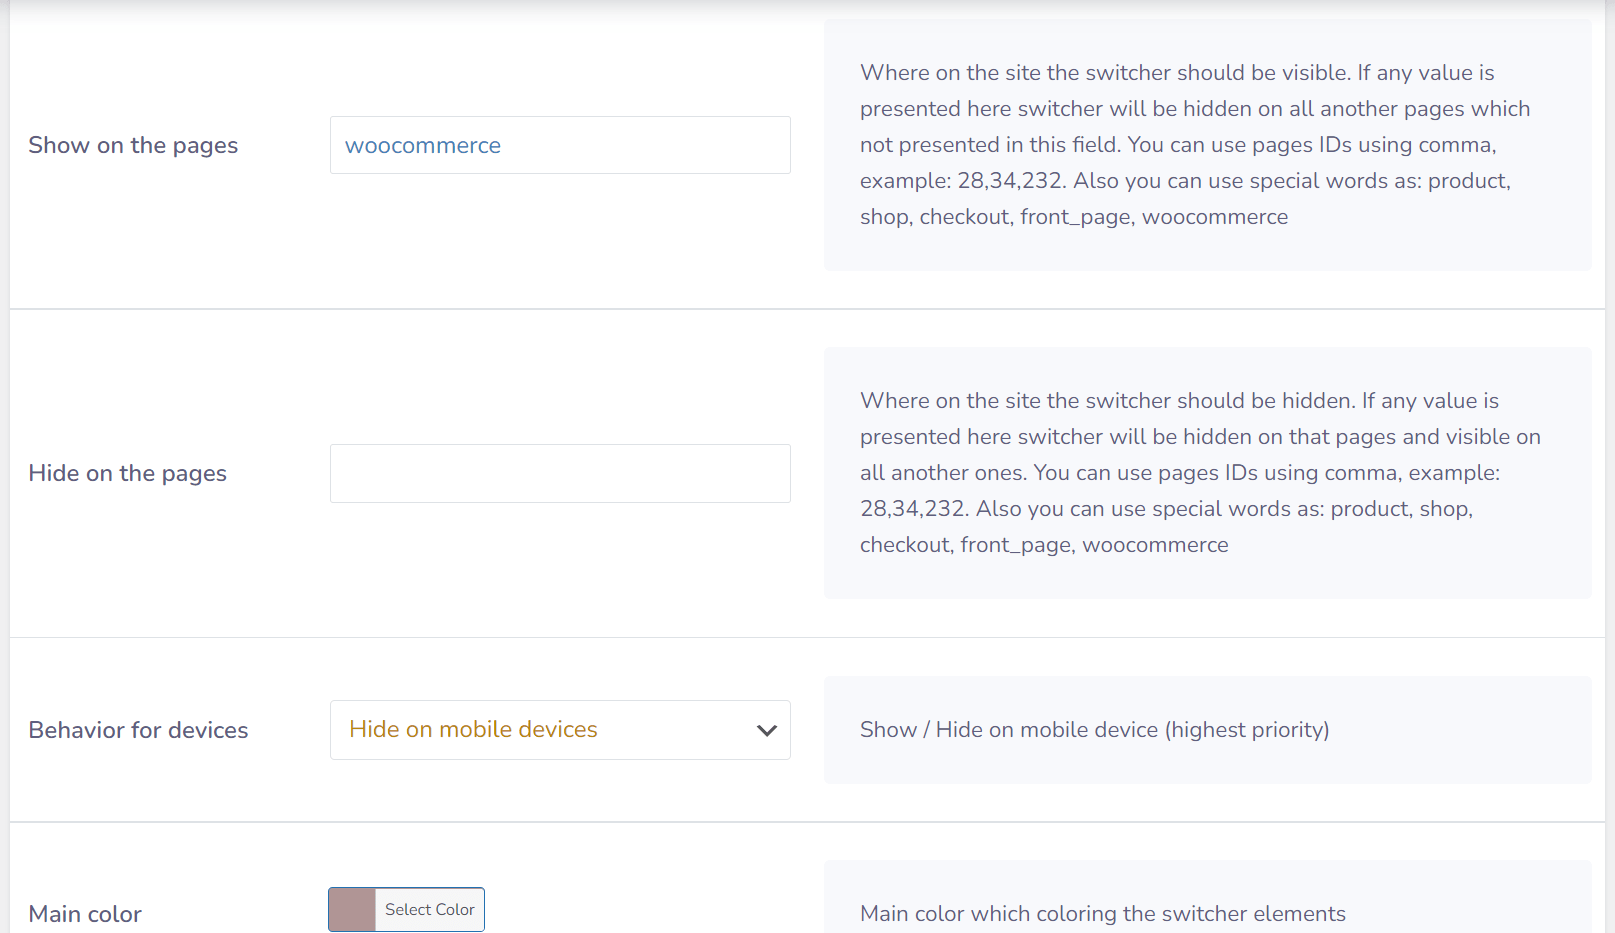 Show on the pages
woocommerce
Where on the site the switcher should be visible. If any value is
presented here switcher will be hidden on all another pages which
not presented in this field. You can use pages IDs using comma,
example: 28,34,232. Also you can use special words as: product,
shop, checkout, front_page, woocommerce
Hide on the pages
Where on the site the switcher should be hidden. If any value is
presented here switcher will be hidden on that pages and visible on
all another ones. You can use pages IDs using comma, example:
28,34,232. Also you can use special words as: product, shop,
checkout, front_page, woocommerce
Behavior for devices
Hide on mobile devices
Show / Hide on mobile device (highest priority)
Main color
Select Color
Main color which coloring the switcher elements